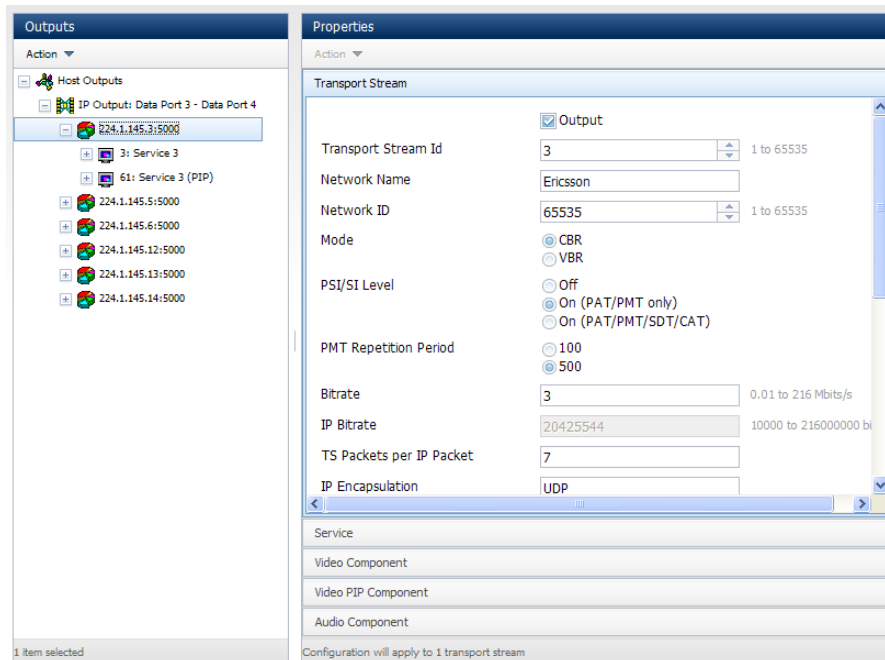 Outputs
Action
Host Outputs
IP Output: Data Port 3 - Data Port 4
224.1.145.3:5000
3: Service 3
61: Service 3 (PIP)
224.1.145.5:5000
224.1.145.6:5000
224.1.145.12:5000
224.1.145.13:5000
224.1.145.14:5000
1 item selected
Properties
Action
Transport Stream
Output
Transport Stream Id 3 1 to 65535
Network Name Ericsson
Network ID 65535 1 to 65535
Mode CBR
VBR
PSI/SI Level Off
On (PAT/PMT only)
On (PAT/PMT/SDT/CAT)
PMT Repetition Period 100
500
Bitrate 3 0.01 to 216 Mbits/s
IP Bitrate 20425544 10000 to 216000000 bi
TS Packets per IP Packet 7
IP Encapsulation UDP
Service
Video Component
Video PIP Component
Audio Component
Configuration will apply to 1 transport stream